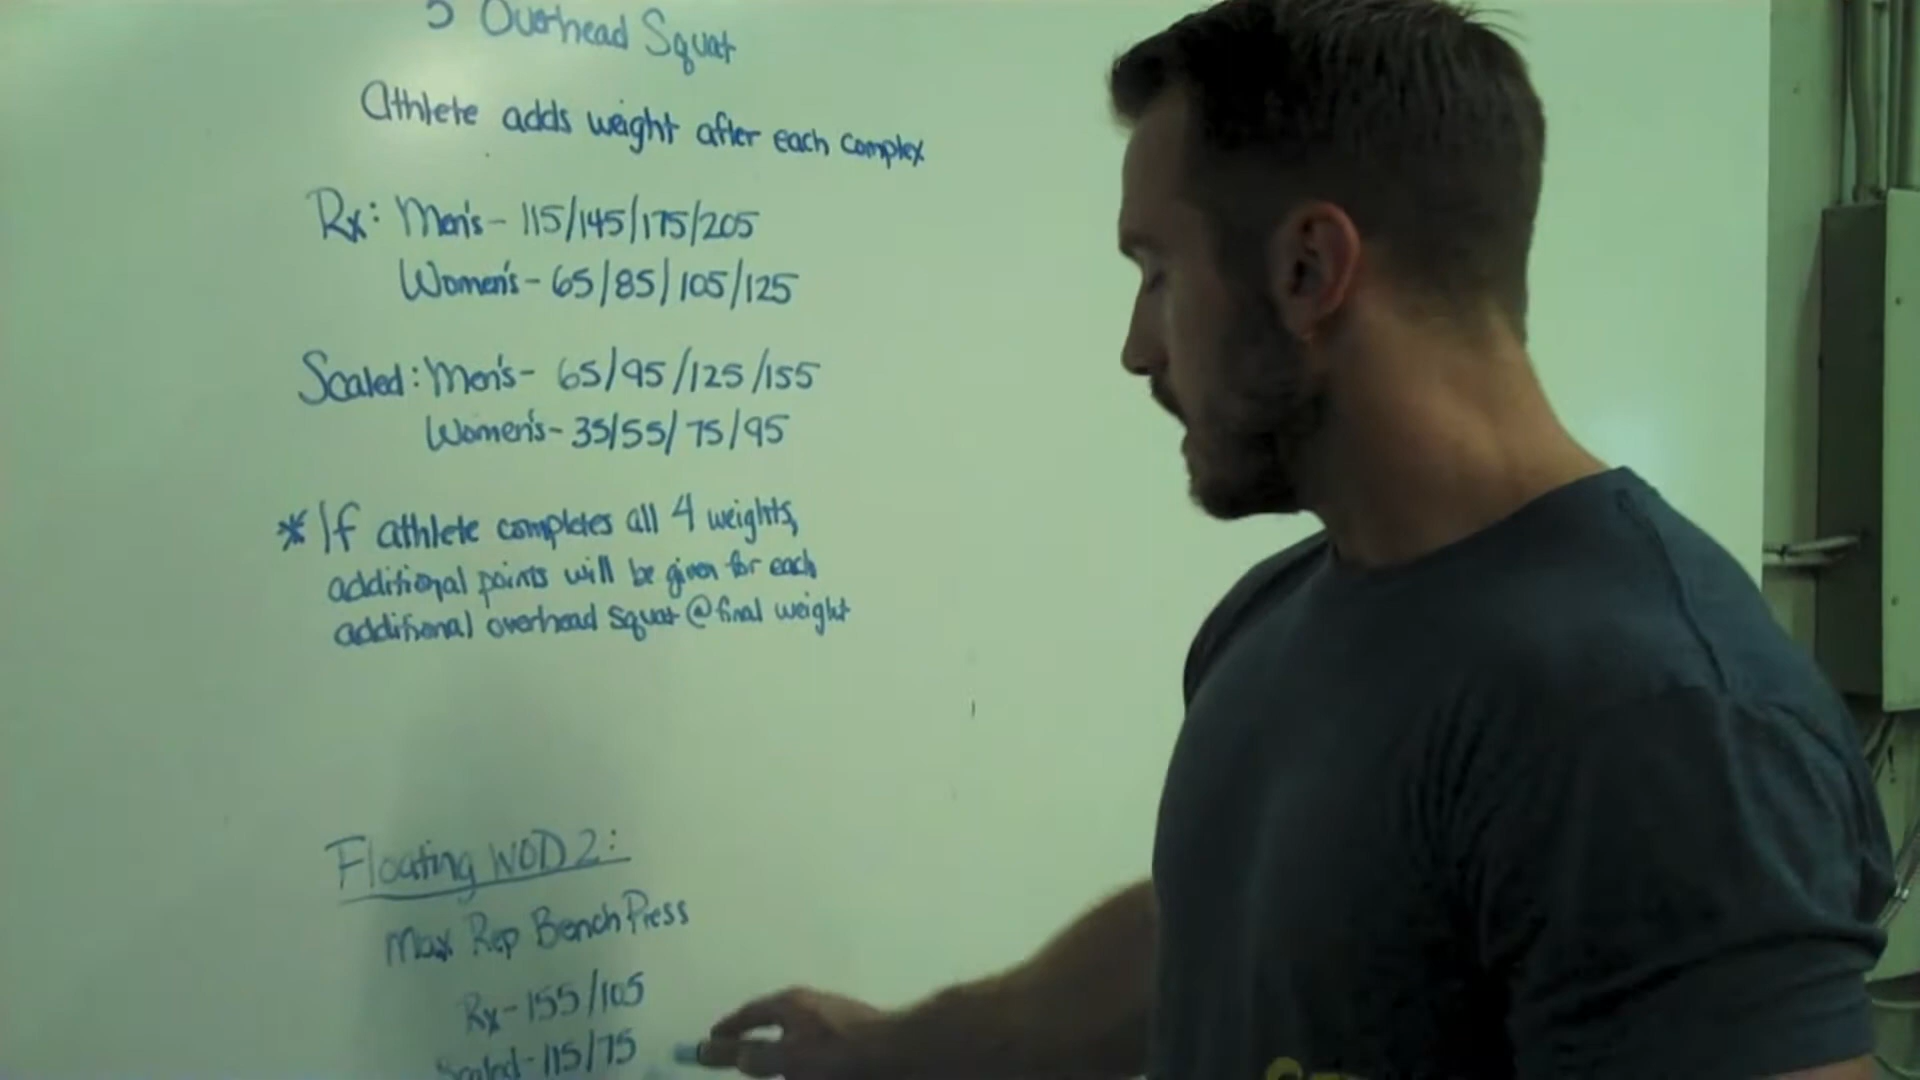 5 Overhead Squat
Athlete adds weight after each complex
Rx: Men's - 115/145/175/205
Women's - 65/85/105/125
Scaled: Men's - 65/95/125/155
Women's - 35/55/75/95
* If athlete completes all 4 weights,
additional points will be given for each
additional overhead squat @ final weight
Floating WOD 2:
Max Rep Bench Press
Rx - 155/105
Scaled - 115/75